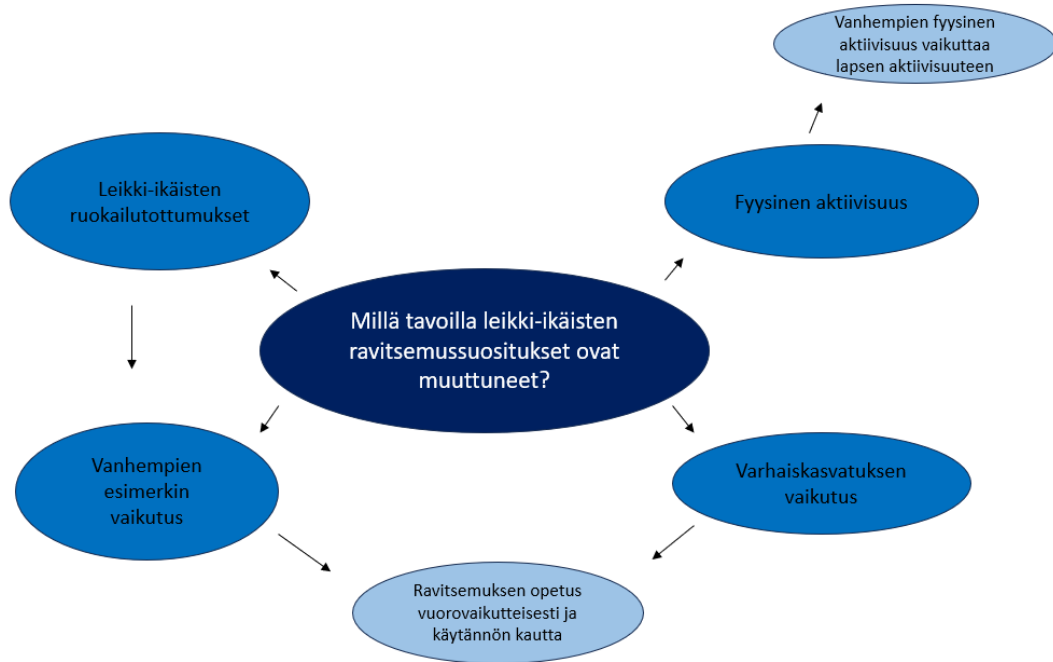 Vanhempien fyysinen
aktiivisuus vaikuttaa
lapsen aktiivisuuteen
Leikki-ikäisten
ruokailutottumukset
Fyysinen aktiivisuus
Millä tavoilla leikki-ikäisten
ravitsemussuositukset ovat
muuttuneet?
Vanhempien
esimerkin
vaikutus
Varhaiskasvatuksen
vaikutus
Ravitsemuksen opetus
vuorovaikutteisesti ja
käytännön kautta